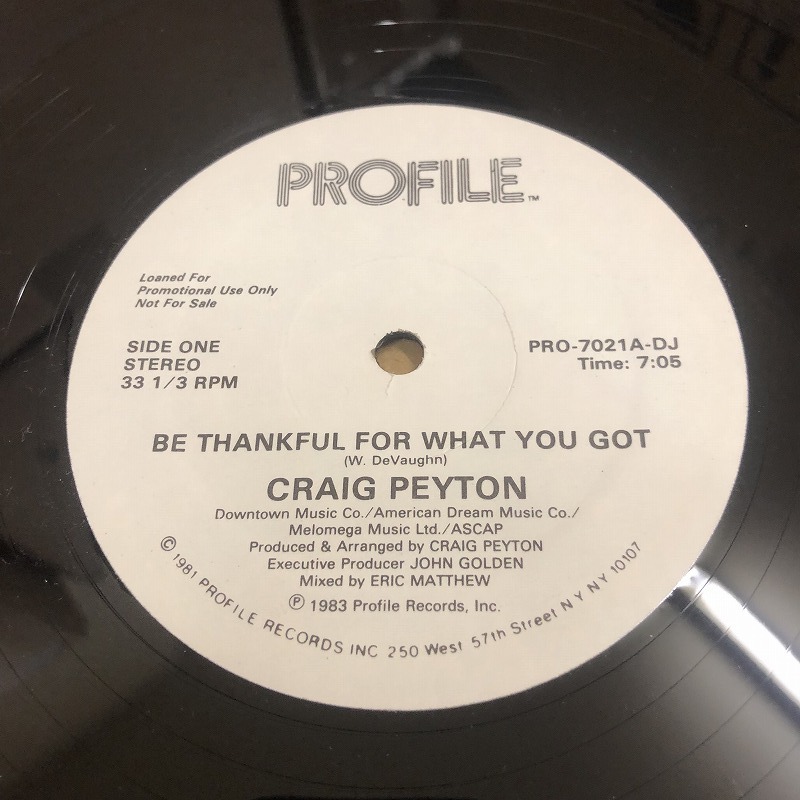 PROFILE™
Loaned For
Promotional Use Only
Not For Sale
SIDE ONE
STEREO
33 1/3 RPM
PRO-7021A-DJ
Time: 7:05
BE THANKFUL FOR WHAT YOU GOT
(W. DeVaughn)
CRAIG PEYTON
Downtown Music Co./American Dream Music Co./
Melomega Music Ltd./ASCAP
Produced & Arranged by CRAIG PEYTON
Executive Producer JOHN GOLDEN
Mixed by ERIC MATTHEW
℗ 1983 Profile Records, Inc.
© 1981 PROFILE RECORDS INC 250 West 57th Street N Y NY 10107